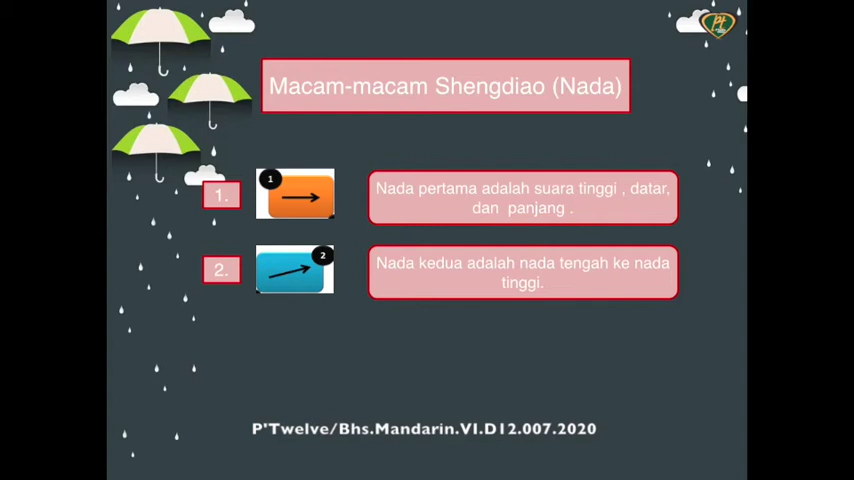 pt
Macam-macam Shengdiao (Nada)
1.
1
Nada pertama adalah suara tinggi , datar,
dan panjang .
2.
2
Nada kedua adalah nada tengah ke nada
tinggi.
P'Twelve/Bhs.Mandarin.VI.D12.007.2020